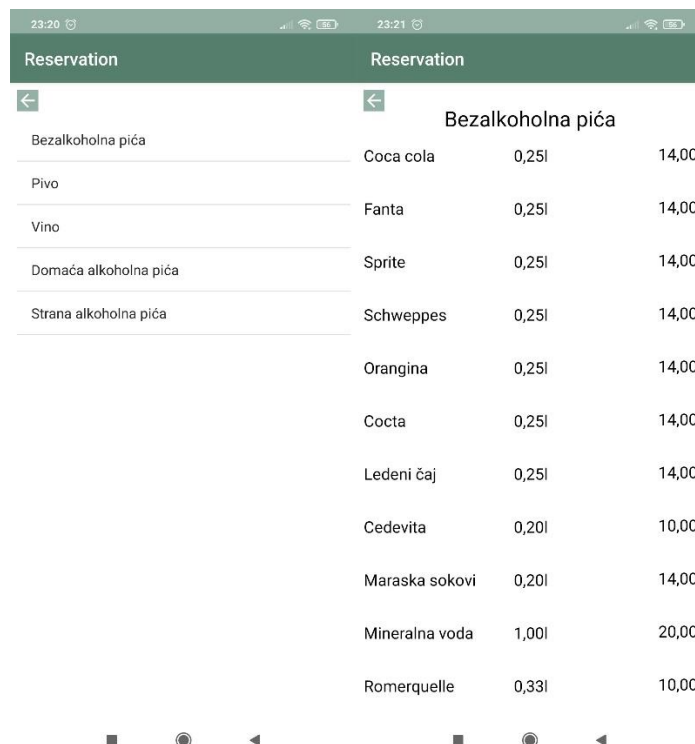 23:20
56
Reservation
Bezalkoholna pića
Pivo
Vino
Domaća alkoholna pića
Strana alkoholna pića
23:21
56
Reservation
Bezalkoholna pića
Coca cola 0,25l 14,00
Fanta 0,25l 14,00
Sprite 0,25l 14,00
Schweppes 0,25l 14,00
Orangina 0,25l 14,00
Cocta 0,25l 14,00
Ledeni čaj 0,25l 14,00
Cedevita 0,20l 10,00
Maraska sokovi 0,20l 14,00
Mineralna voda 1,00l 20,00
Romerquelle 0,33l 10,00